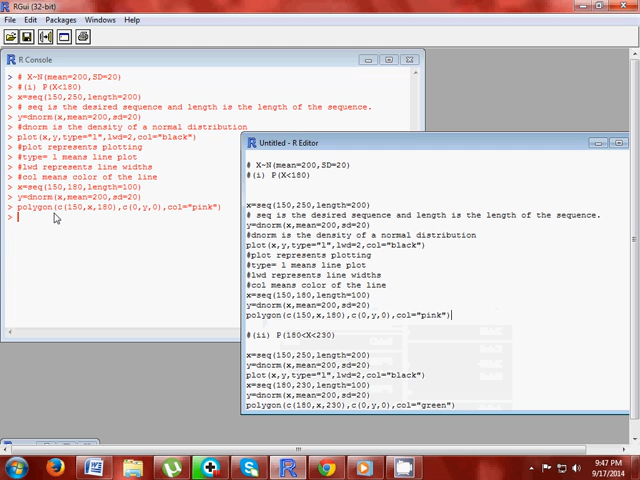 RGui (32-bit)
File Edit Packages Windows Help
R Console
> # X~N(mean=200,SD=20)
> #(i) P(X<180)
> x=seq(150,250,length=200)
> # seq is the desired sequence and length is the length of the sequence.
> y=dnorm(x,mean=200,sd=20)
> #dnorm is the density of a normal distribution
> plot(x,y,type="l",lwd=2,col="black")
> #plot represents plotting
> #type= l means line plot
> #lwd represents line widths
> #col means color of the line
> x=seq(150,180,length=100)
> y=dnorm(x,mean=200,sd=20)
> polygon(c(150,x,180),c(0,y,0),col="pink")
>
Untitled - R Editor
# X~N(mean=200,SD=20)
#(i) P(X<180)
x=seq(150,250,length=200)
# seq is the desired sequence and length is the length of the sequence.
y=dnorm(x,mean=200,sd=20)
#dnorm is the density of a normal distribution
plot(x,y,type="l",lwd=2,col="black")
#plot represents plotting
#type= l means line plot
#lwd represents line widths
#col means color of the line
x=seq(150,180,length=100)
y=dnorm(x,mean=200,sd=20)
polygon(c(150,x,180),c(0,y,0),col="pink")
#(ii) P(180<X<230)
x=seq(150,250,length=200)
y=dnorm(x,mean=200,sd=20)
plot(x,y,type="l",lwd=2,col="black")
x=seq(180,230,length=100)
y=dnorm(x,mean=200,sd=20)
polygon(c(180,x,230),c(0,y,0),col="green")
9:47 PM
9/17/2014